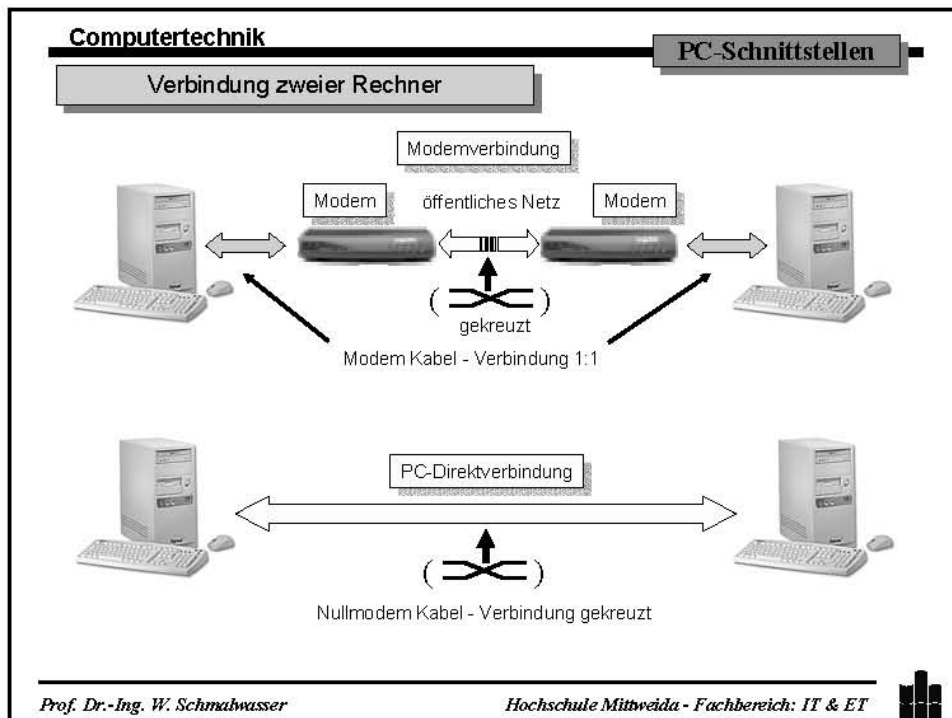 Computertechnik
PC-Schnittstellen
Verbindung zweier Rechner
Modemverbindung
Modem
öffentliches Netz
Modem
( )
gekreuzt
Modem Kabel - Verbindung 1:1
PC-Direktverbindung
( )
Nullmodem Kabel - Verbindung gekreuzt
Prof. Dr.-Ing. W. Schmalwasser
Hochschule Mittweida - Fachbereich: IT & ET